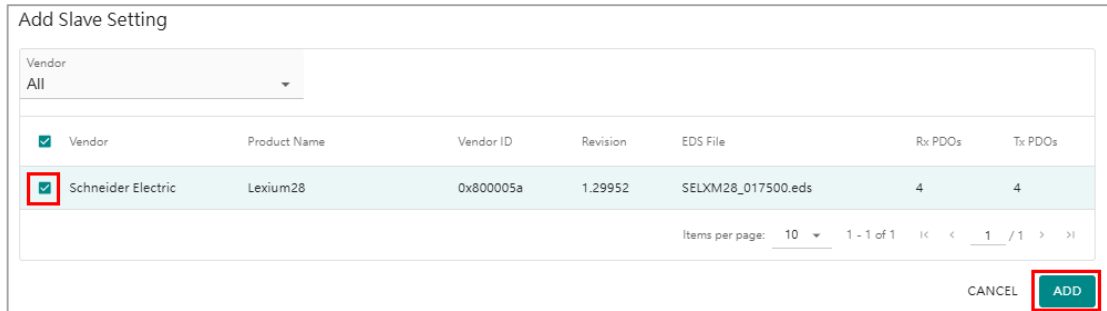 Add Slave Setting
Vendor
All
Vendor Product Name Vendor ID Revision EDS File Rx PDOs Tx PDOs
Schneider Electric Lexium28 0x800005a 1.29952 SELXM28_017500.eds 4 4
Items per page: 10 1 - 1 of 1 1 / 1
CANCEL ADD